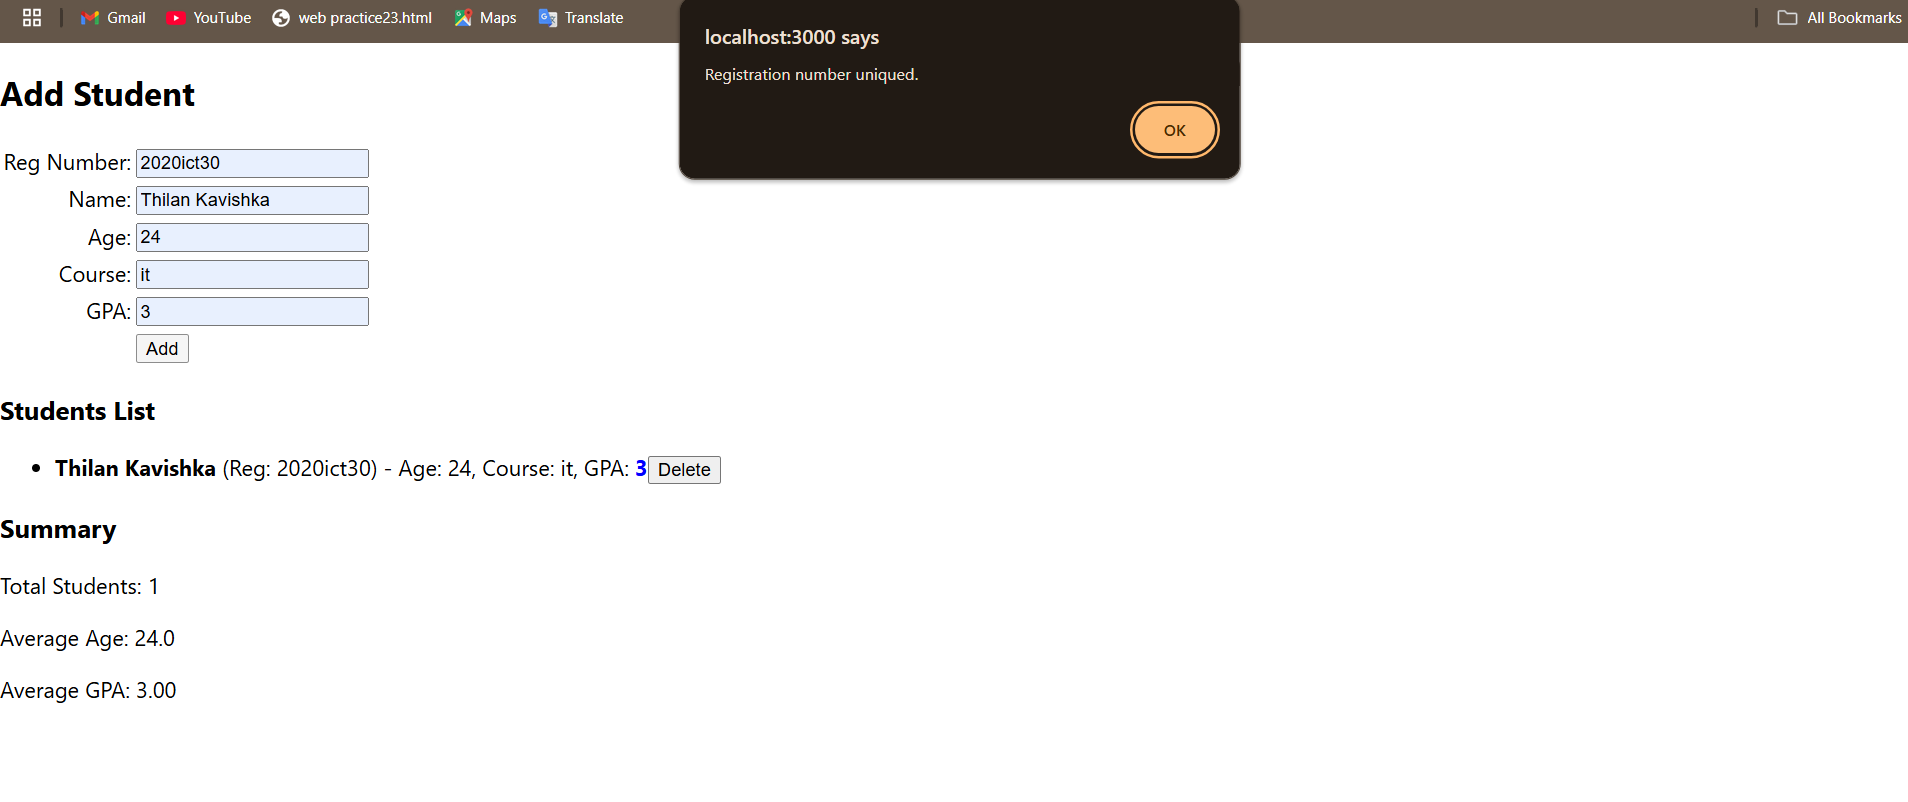 Gmail YouTube web practice23.html Maps Translate All Bookmarks
localhost:3000 says
Registration number uniqued.
OK
Add Student
Reg Number: 2020ict30
Name: Thilan Kavishka
Age: 24
Course: it
GPA: 3
Add
Students List
Thilan Kavishka (Reg: 2020ict30) - Age: 24, Course: it, GPA: 3 Delete
Summary
Total Students: 1
Average Age: 24.0
Average GPA: 3.00